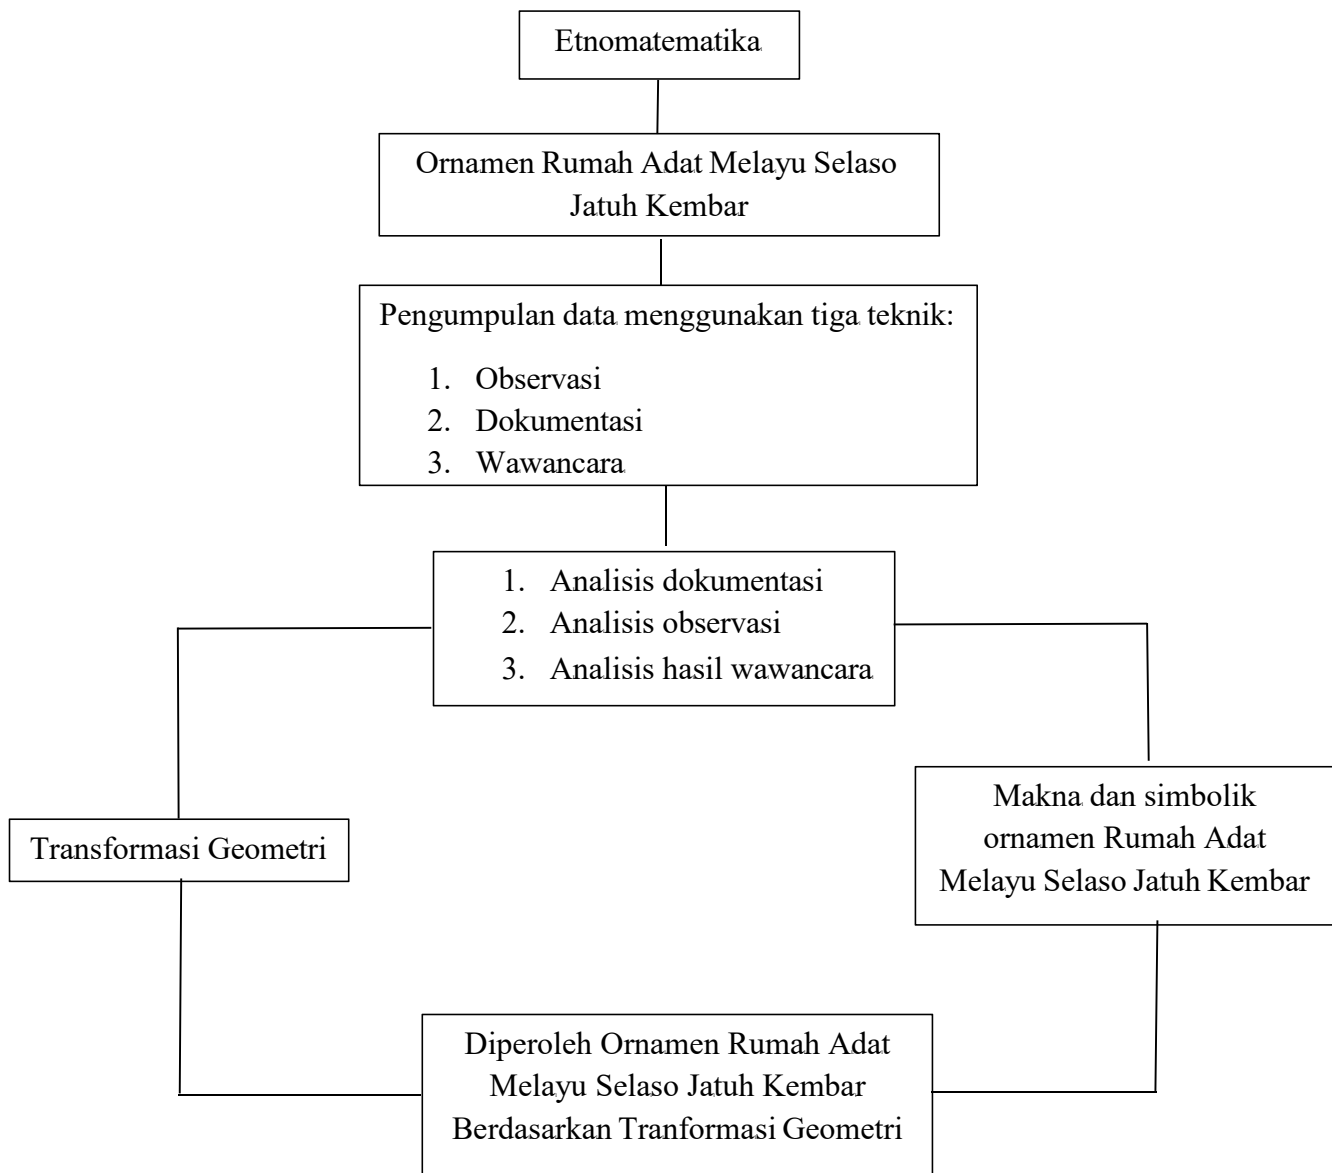 Etnomatematika
Ornamen Rumah Adat Melayu Selaso
Jatuh Kembar
Pengumpulan data menggunakan tiga teknik:
1. Observasi
2. Dokumentasi
3. Wawancara
1. Analisis dokumentasi
2. Analisis observasi
3. Analisis hasil wawancara
Transformasi Geometri
Makna dan simbolik
ornamen Rumah Adat
Melayu Selaso Jatuh Kembar
Diperoleh Ornamen Rumah Adat
Melayu Selaso Jatuh Kembar
Berdasarkan Tranformasi Geometri